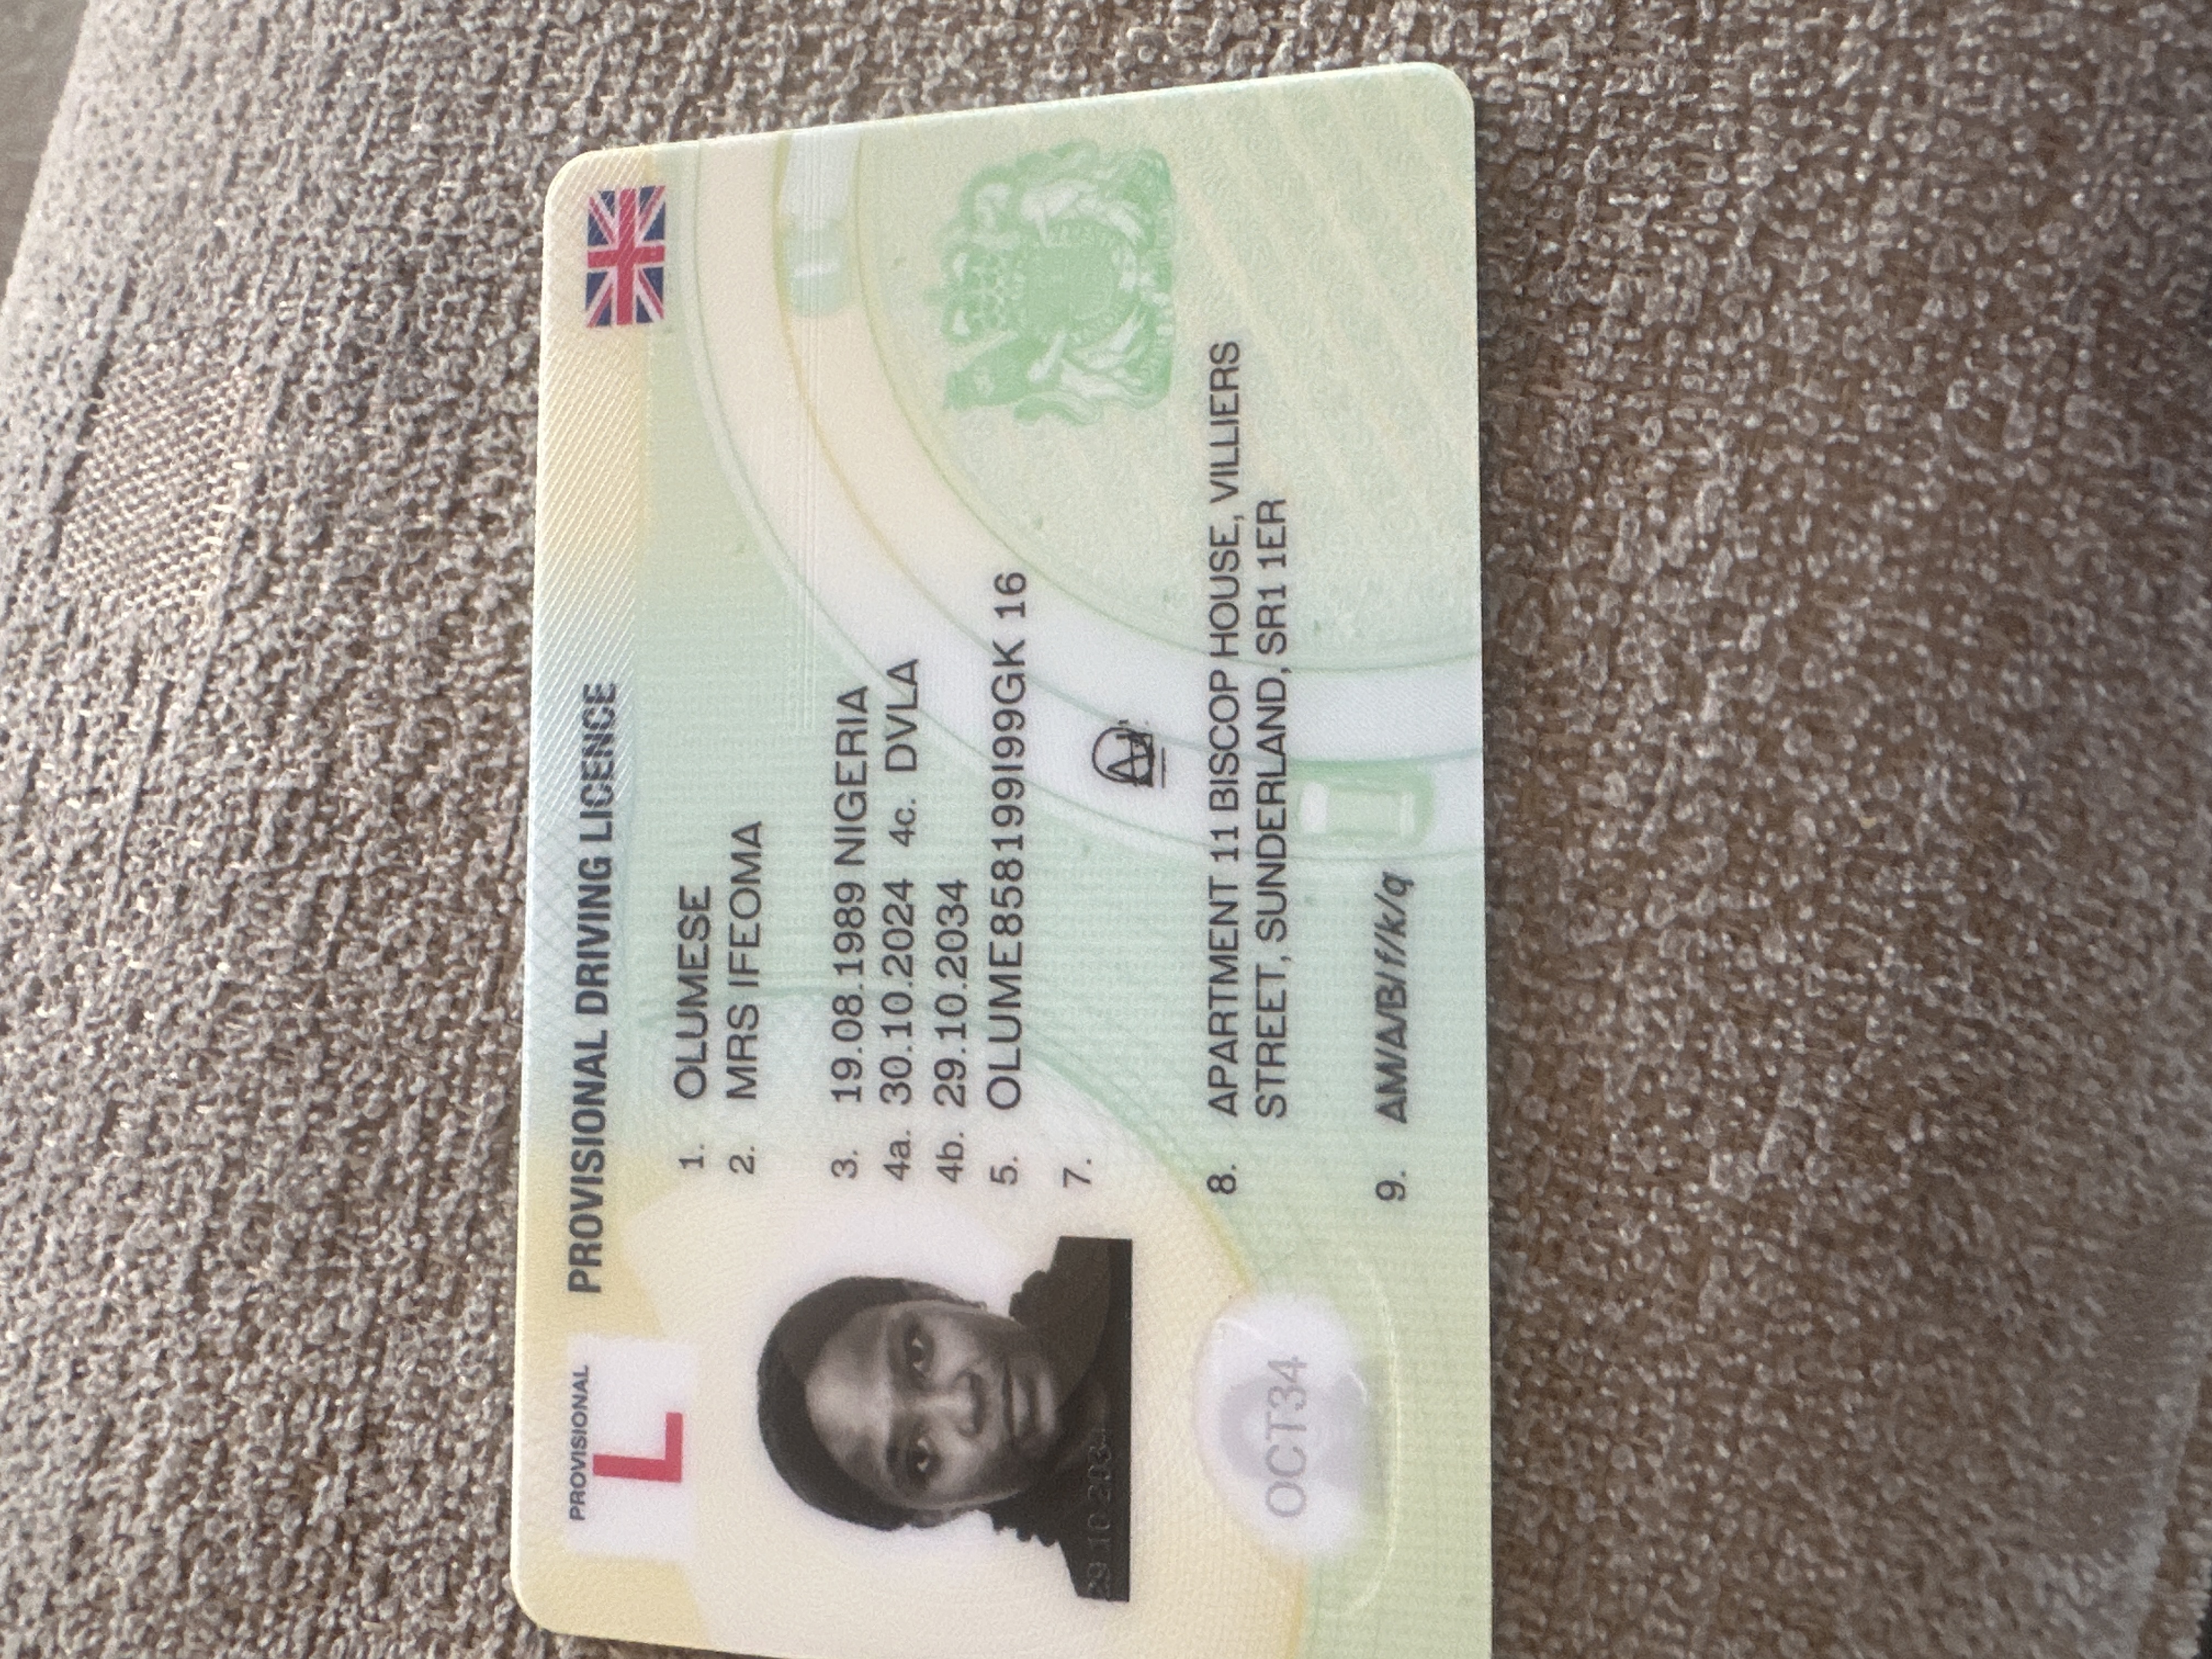 PROVISIONAL
L
PROVISIONAL DRIVING LICENCE
1. OLUMESE
2. MRS IFEOMA
3. 19.08.1989 NIGERIA
4a. 30.10.2024 4c. DVLA
4b. 29.10.2034
5. OLUME858199I99GK 16
7.
29 10 2034
8. APARTMENT 11 BISCOP HOUSE, VILLIERS
STREET, SUNDERLAND, SR1 1ER
OCT34
9. AM/A/B/f/k/q